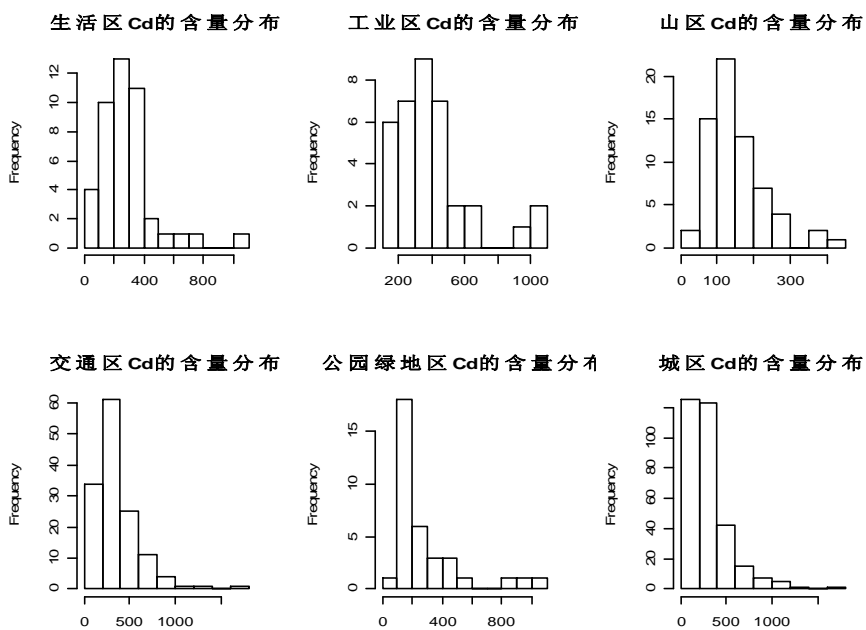 生活区Cd的含量分布
工业区Cd的含量分布
山区Cd的含量分布
Frequency
0 2 4 6 8 10 12
0 400 800
Frequency
0 2 4 6 8
200 600 1000
Frequency
0 5 10 15 20
0 100 300
交通区Cd的含量分布
公园绿地区Cd的含量分
城区Cd的含量分布
Frequency
0 10 20 30 40 50 60
0 500 1000
Frequency
0 5 10 15
0 400 800
Frequency
0 20 40 60 80 100
0 500 1000